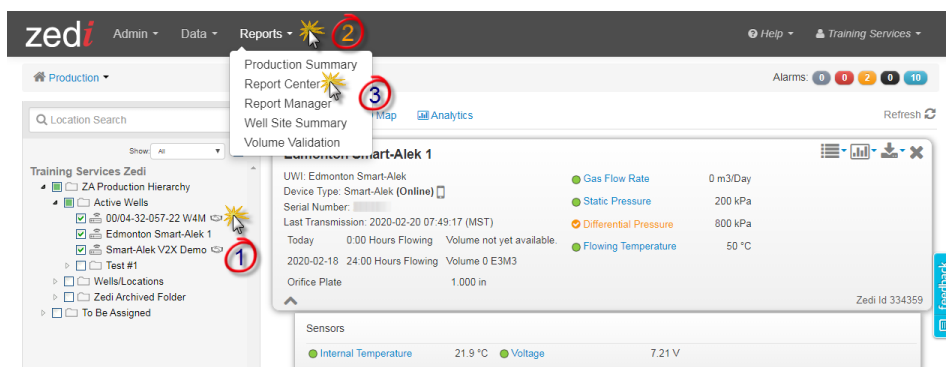 zedi Admin Data Reports 2 Help Training Services
Production Summary
Report Center
Report Manager
Well Site Summary
Volume Validation
3
Production Alarms: 0 0 2 0 10
Location Search Map Analytics Refresh
Show: All
Training Services Zedi
ZA Production Hierarchy
Active Wells
00/04-32-057-22 W4M
Edmonton Smart-Alek 1
Smart-Alek V2X Demo
1
Test #1
Wells/Locations
Zedi Archived Folder
To Be Assigned
Edmonton Smart-Alek 1
UWI: Edmonton Smart-Alek
Device Type: Smart-Alek (Online)
Serial Number:
Last Transmission: 2020-02-20 07:49:17 (MST)
Today 0:00 Hours Flowing Volume not yet available.
2020-02-18 24:00 Hours Flowing Volume 0 E3M3
Orifice Plate 1.000 in
Gas Flow Rate 0 m3/Day
Static Pressure 200 kPa
Differential Pressure 800 kPa
Flowing Temperature 50 °C
Zedi Id 334359
Sensors
Internal Temperature 21.9 °C Voltage 7.21 V
feedback